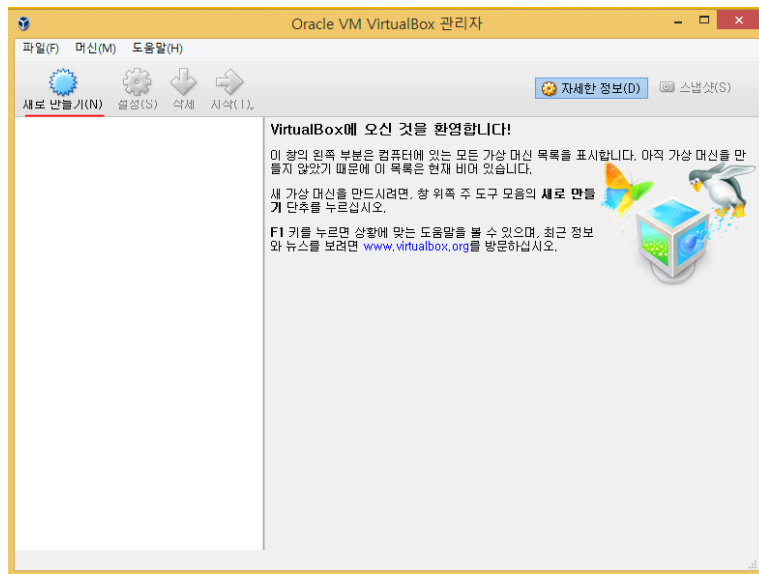 Oracle VM VirtualBox 관리자
파일(F) 머신(M) 도움말(H)
새로 만들기(N) 설정(S) 삭제 시작(T)
자세한 정보(D) 스냅샷(S)
VirtualBox에 오신 것을 환영합니다!
이 창의 왼쪽 부분은 컴퓨터에 있는 모든 가상 머신 목록을 표시합니다. 아직 가상 머신을 만
들지 않았기 때문에 이 목록은 현재 비어 있습니다.
새 가상 머신을 만드시려면, 창 위쪽 주 도구 모음의 새로 만들
기 단추를 누르십시오.
F1 키를 누르면 상황에 맞는 도움말을 볼 수 있으며, 최근 정보
와 뉴스를 보려면 www.virtualbox.org를 방문하십시오.